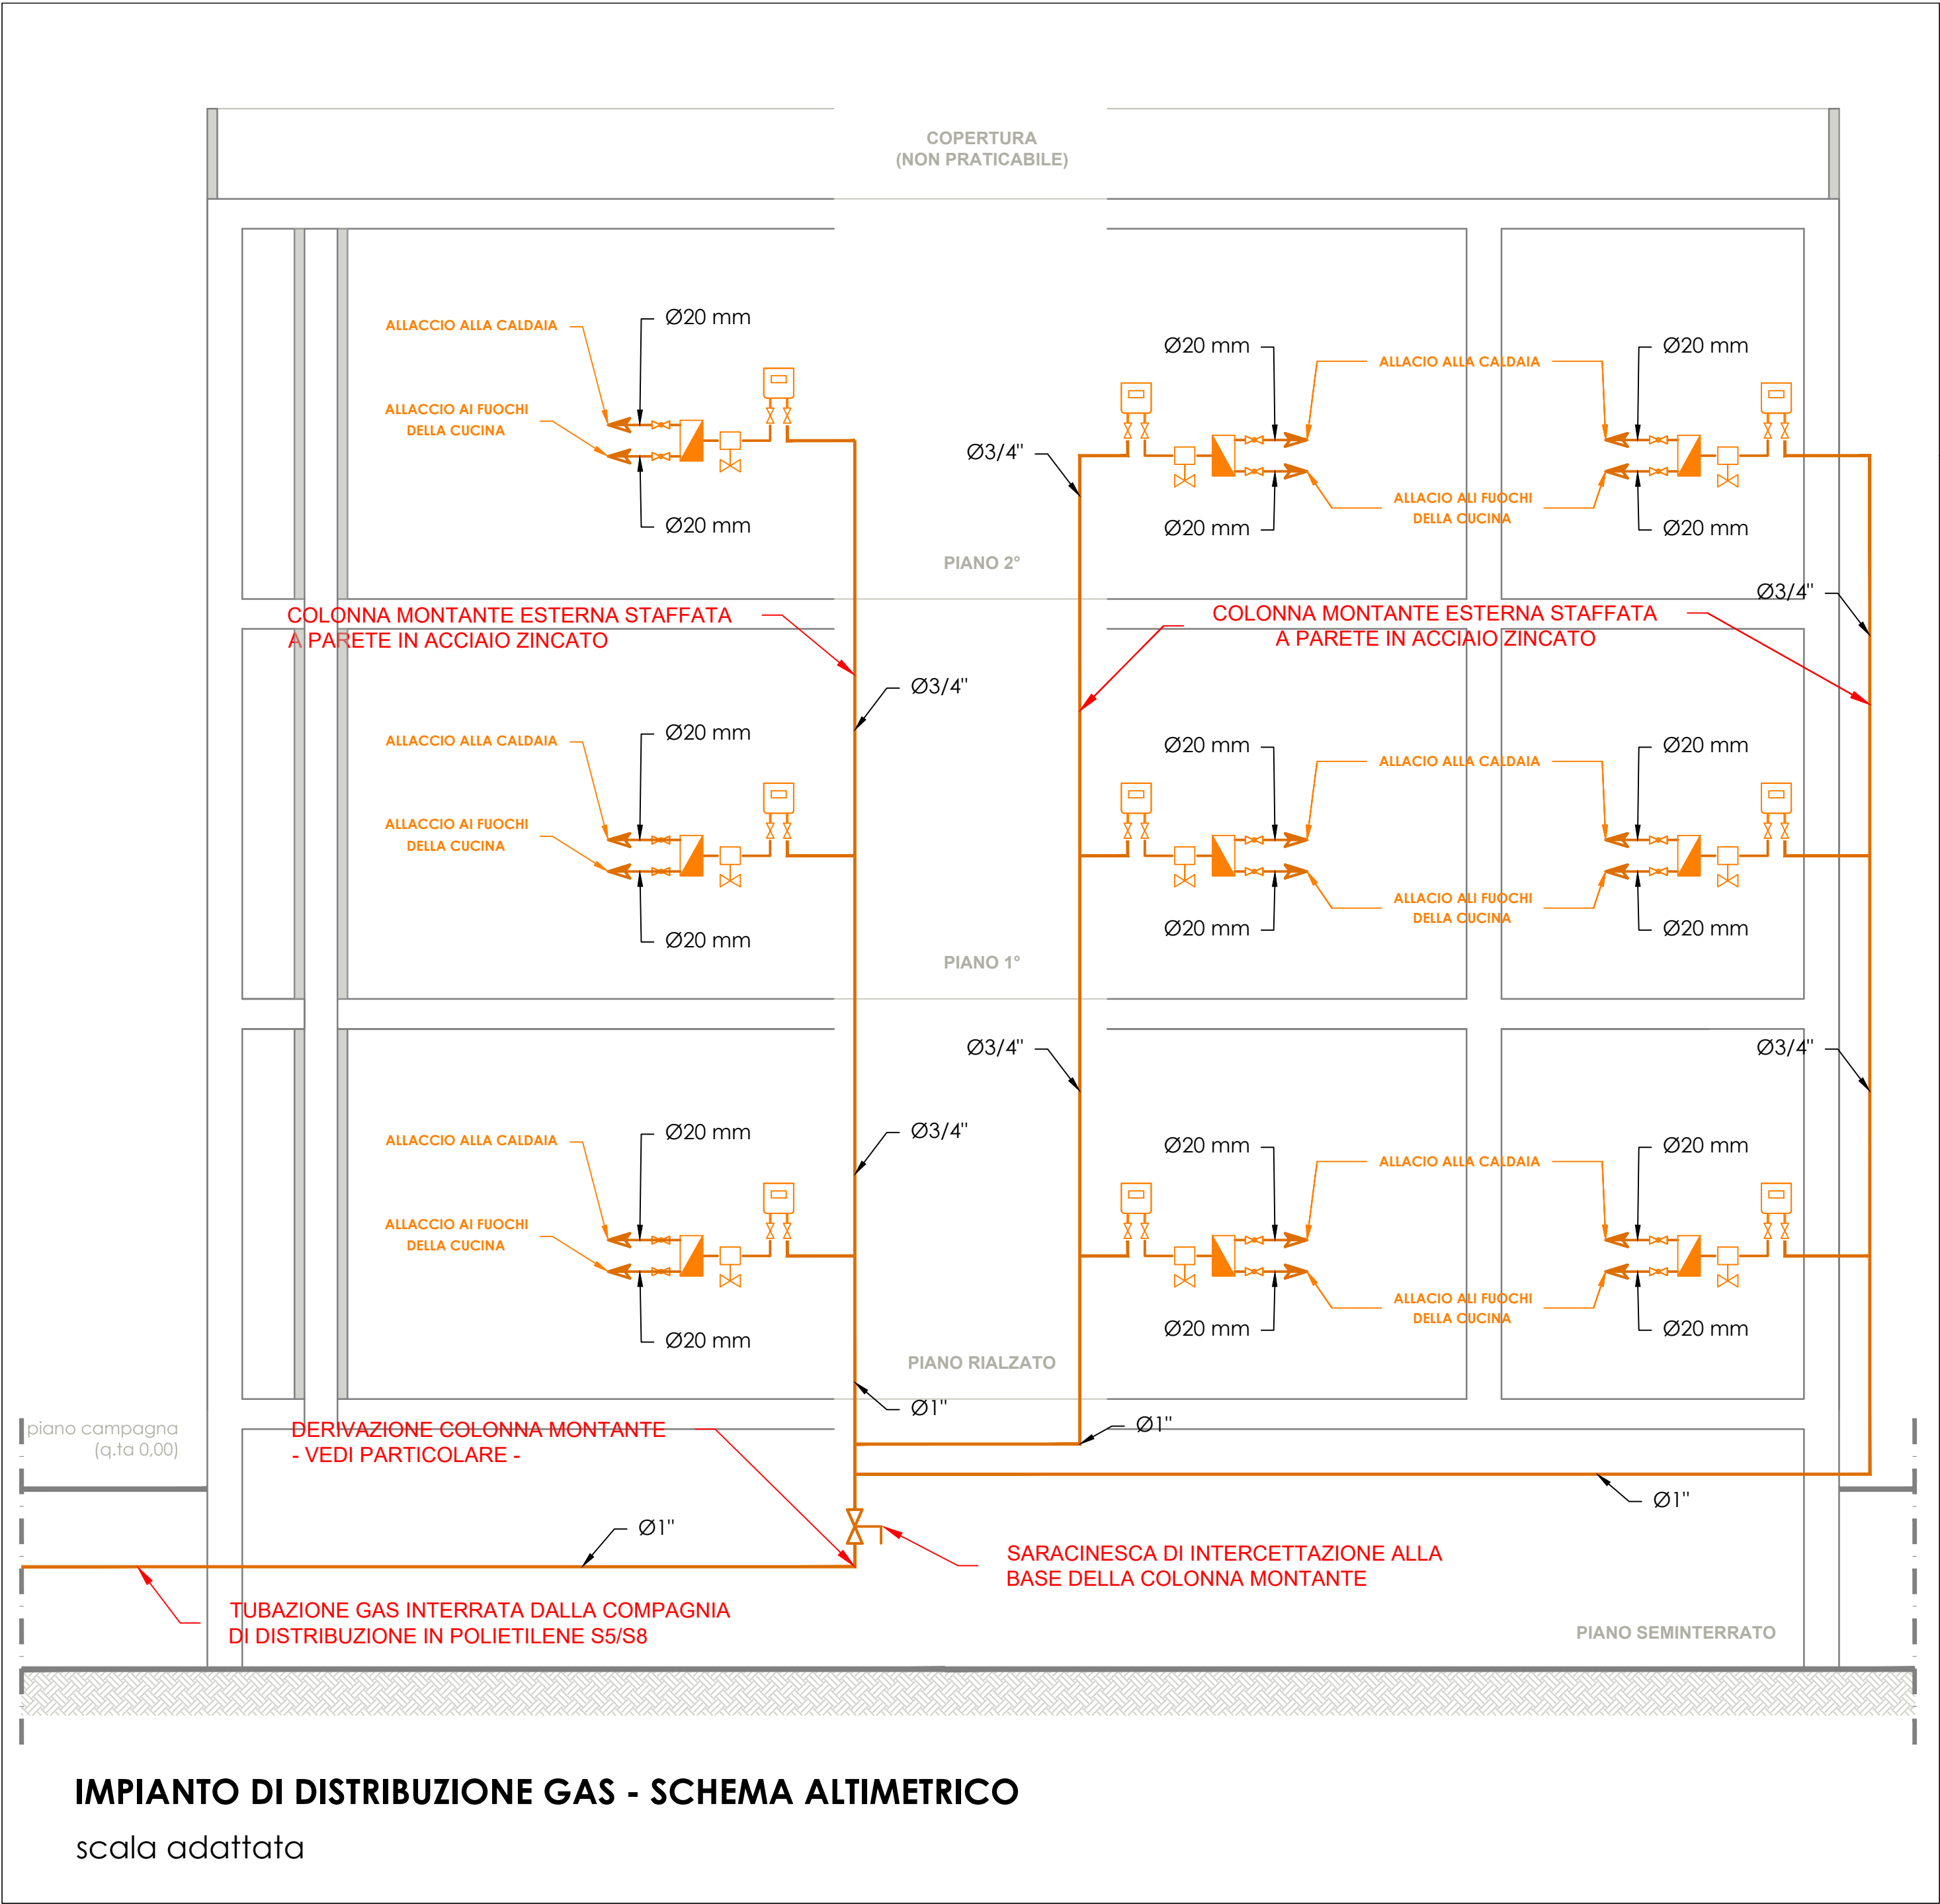 COPERTURA
(NON PRATICABILE)
ALLACCIO ALLA CALDAIA
Ø20 mm
ALLACCIO AI FUOCHI
DELLA CUCINA
Ø20 mm
Ø3/4"
Ø20 mm
ALLACIO ALLA CALDAIA
Ø20 mm
ALLACIO ALI FUOCHI
DELLA CUCINA
Ø20 mm
Ø20 mm
PIANO 2°
Ø3/4"
COLONNA MONTANTE ESTERNA STAFFATA
A PARETE IN ACCIAIO ZINCATO
COLONNA MONTANTE ESTERNA STAFFATA
A PARETE IN ACCIAIO ZINCATO
Ø3/4"
ALLACCIO ALLA CALDAIA
Ø20 mm
ALLACCIO AI FUOCHI
DELLA CUCINA
Ø20 mm
Ø20 mm
ALLACIO ALLA CALDAIA
Ø20 mm
ALLACIO ALI FUOCHI
DELLA CUCINA
Ø20 mm
Ø20 mm
PIANO 1°
Ø3/4"
Ø3/4"
Ø3/4"
ALLACCIO ALLA CALDAIA
Ø20 mm
ALLACCIO AI FUOCHI
DELLA CUCINA
Ø20 mm
Ø20 mm
ALLACIO ALLA CALDAIA
Ø20 mm
ALLACIO ALI FUOCHI
DELLA CUCINA
Ø20 mm
Ø20 mm
PIANO RIALZATO
Ø1"
Ø1"
piano campagna
(q.ta 0,00)
DERIVAZIONE COLONNA MONTANTE
- VEDI PARTICOLARE -
Ø1"
Ø1"
SARACINESCA DI INTERCETTAZIONE ALLA
BASE DELLA COLONNA MONTANTE
TUBAZIONE GAS INTERRATA DALLA COMPAGNIA
DI DISTRIBUZIONE IN POLIETILENE S5/S8
PIANO SEMINTERRATO
IMPIANTO DI DISTRIBUZIONE GAS - SCHEMA ALTIMETRICO
scala adattata